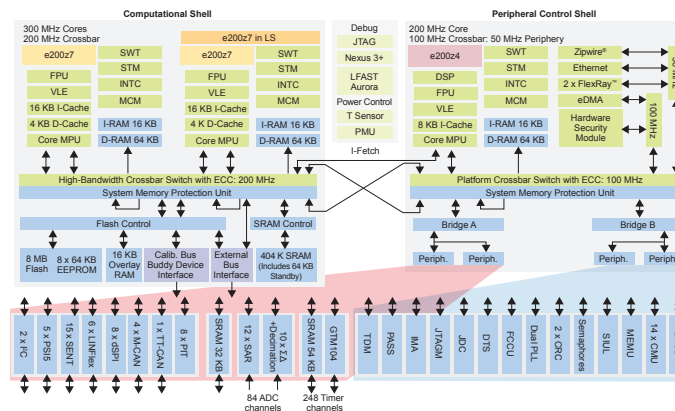 Computational Shell
300 MHz Cores
200 MHz Crossbar
e200z7
FPU
VLE
16 KB I-Cache
4 KB D-Cache
Core MPU
SWT
STM
INTC
MCM
I-RAM 16 KB
D-RAM 64 KB
e200z7 in LS
e200z7
FPU
VLE
16 KB I-Cache
4 K D-Cache
Core MPU
SWT
STM
INTC
MCM
I-RAM 16 KB
D-RAM 64 KB
Debug
JTAG
Nexus 3+
LFAST
Aurora
Power Control
T Sensor
PMU
I-Fetch
Peripheral Control Shell
200 MHz Core
100 MHz Crossbar: 50 MHz Periphery
e200z4
DSP
FPU
VLE
8 KB I-Cache
Core MPU
SWT
STM
INTC
MCM
I-RAM 16 KB
D-RAM 64 KB
Zipwire®
Ethernet
2 x FlexRay™
eDMA
Hardware
Security
Module
100 MHz
High-Bandwidth Crossbar Switch with ECC: 200 MHz
System Memory Protection Unit
Platform Crossbar Switch with ECC: 100 MHz
System Memory Protection Unit
Flash Control
SRAM Control
8 MB
Flash
8 x 64 KB
EEPROM
16 KB
Overlay
RAM
Calib. Bus
Buddy Device
Interface
External
Bus
Interface
404 K SRAM
(Includes 64 KB
Standby)
Bridge A
Periph.
Periph.
Bridge B
Periph.
Periph.
2 x I²C
5 x PSI5
15 x SENT
6 x LINFlex
8 x dSPI
4 x M-CAN
1 x TT-CAN
8 x PIT
SRAM 32 KB
12 x SAR
10 x ΣΔ
+Decimation
SRAM 54 KB
GTM104
TDM
PASS
IMA
JTAGM
JDC
DTS
FCCU
Dual PLL
2 x CRC
Semaphores
SIUL
MEMU
14 x CMU
84 ADC
channels
248 Timer
channels